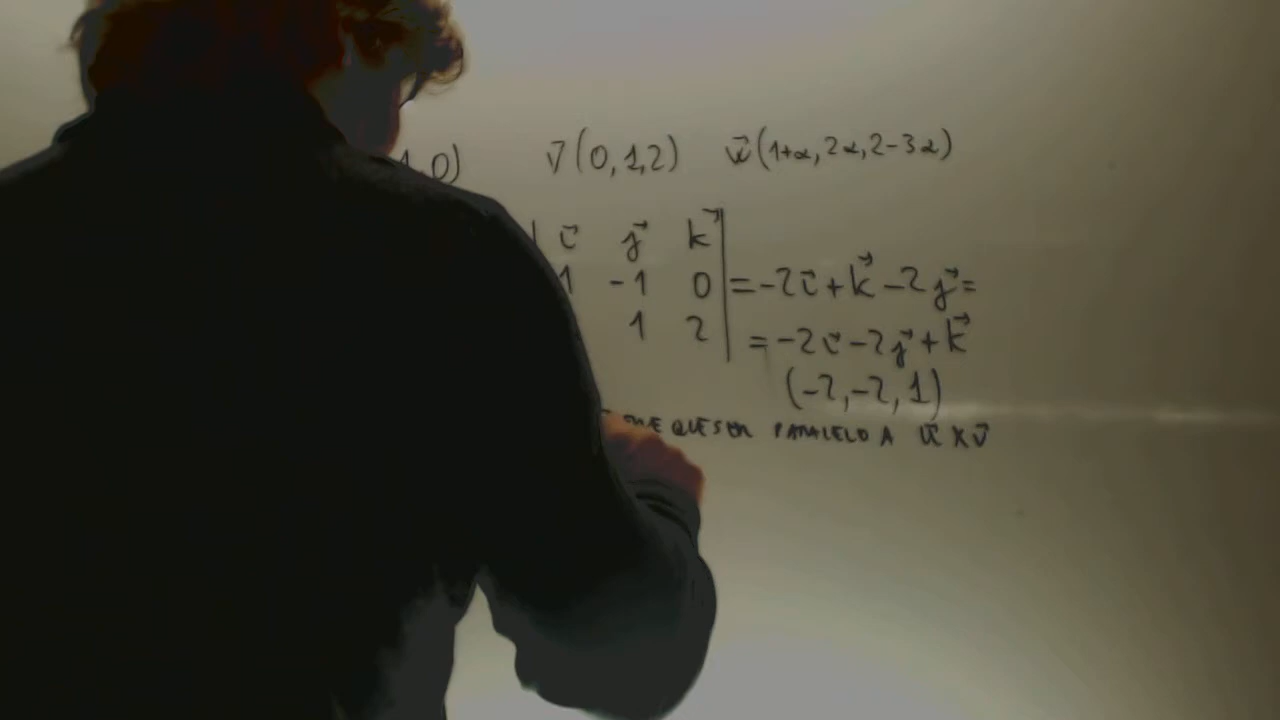 1,0) v⃗(0,1,2) w⃗(1+α, 2α, 2-3α)
| i⃗ j⃗ k⃗ |
1 -1 0 | = -2i⃗ + k⃗ - 2j⃗ =
1 2 | = -2i⃗ - 2j⃗ + k⃗
(-2,-2,1)
QUE SER PARALELO A u⃗ x v⃗